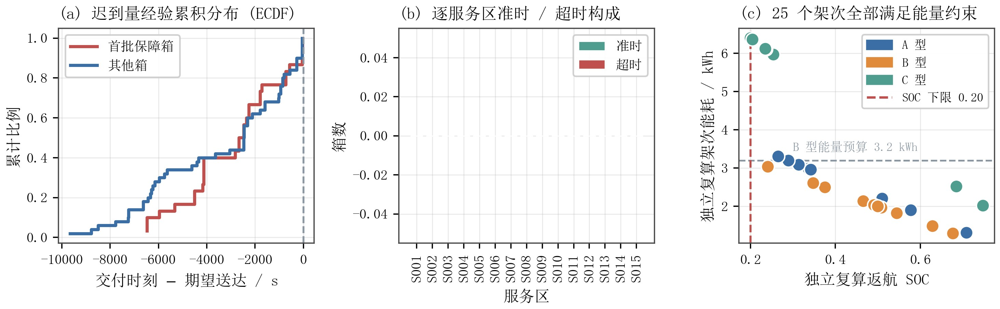 (a) 迟到量经验累积分布 (ECDF)
累计比例
1.0
0.8
0.6
0.4
0.2
0.0
首批保障箱
其他箱
−10000
−8000
−6000
−4000
−2000
0
交付时刻 − 期望送达 / s
(b) 逐服务区准时 / 超时构成
箱数
0.04
0.02
0.00
−0.02
−0.04
准时
超时
S001
S002
S003
S004
S005
S006
S007
S008
S009
S010
S011
S012
S013
S014
S015
服务区
(c) 25 个架次全部满足能量约束
独立复算架次能耗 / kWh
6
5
4
3
2
A 型
B 型
C 型
SOC 下限 0.20
B 型能量预算 3.2 kWh
0.2
0.4
0.6
独立复算返航 SOC